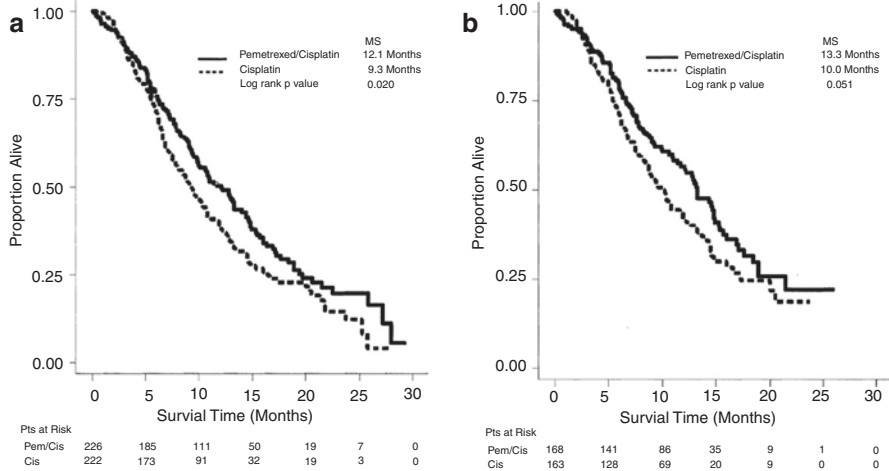 a
1.00
0.75
0.50
0.25
0.00
Proportion Alive
MS
Pemetrexed/Cisplatin 12.1 Months
Cisplatin 9.3 Months
Log rank p value 0.020
0 5 10 15 20 25 30
Survial Time (Months)
Pts at Risk
Pem/Cis 226 185 111 50 19 7 0
Cis 222 173 91 32 19 3 0
b
1.00
0.75
0.50
0.25
0.00
Proportion Alive
MS
Pemetrexed/Cisplatin 13.3 Months
Cisplatin 10.0 Months
Log rank p value 0.051
0 5 10 15 20 25 30
Survial Time (Months)
Pts at Risk
Pem/Cis 168 141 86 35 9 1 0
Cis 163 128 69 20 9 0 0